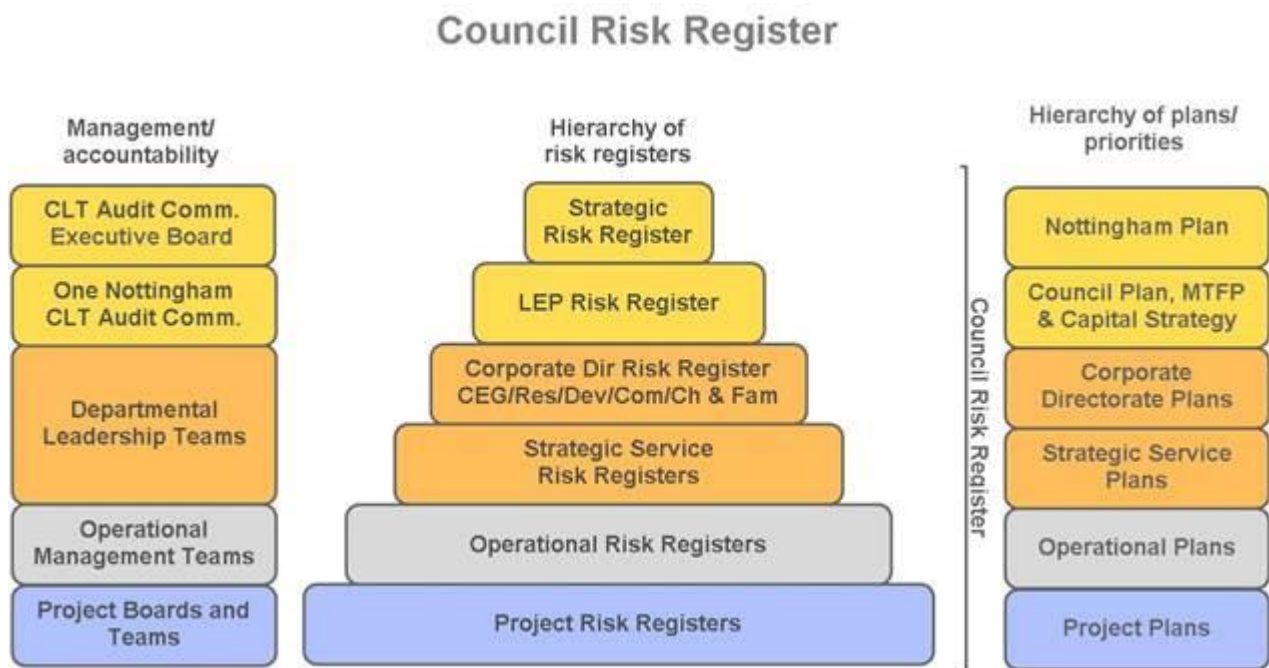 Council Risk Register
Management/
accountability
CLT Audit Comm.
Executive Board
One Nottingham
CLT Audit Comm.
Departmental
Leadership Teams
Operational
Management Teams
Project Boards and
Teams
Hierarchy of
risk registers
Strategic
Risk Register
LEP Risk Register
Corporate Dir Risk Register
CEG/Res/Dev/Com/Ch & Fam
Strategic Service
Risk Registers
Operational Risk Registers
Project Risk Registers
Council Risk Register
Hierarchy of plans/
priorities
Nottingham Plan
Council Plan, MTFP
& Capital Strategy
Corporate
Directorate Plans
Strategic Service
Plans
Operational Plans
Project Plans